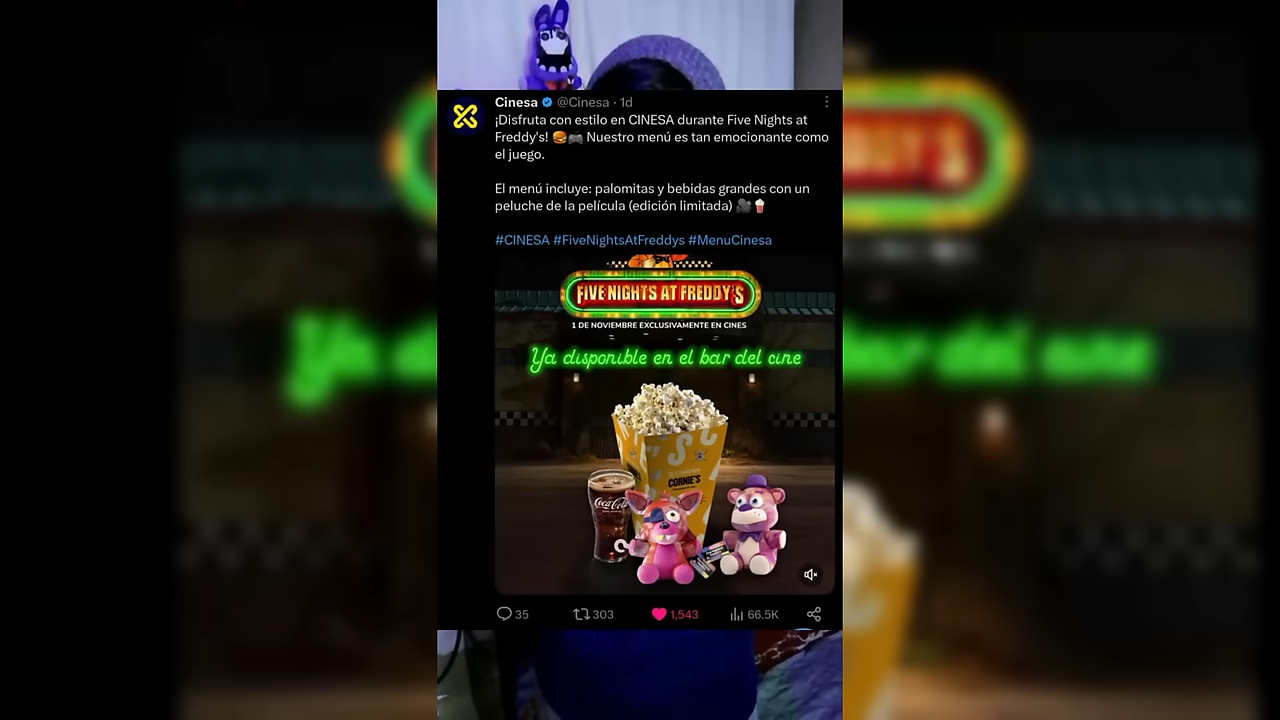 Cinesa @Cinesa · 1d
¡Disfruta con estilo en CINESA durante Five Nights at
Freddy's! 🍔🎮 Nuestro menú es tan emocionante como
el juego.
El menú incluye: palomitas y bebidas grandes con un
peluche de la película (edición limitada) 🎥🍿
#CINESA #FiveNightsAtFreddys #MenuCinesa
FIVE NIGHTS AT FREDDY'S
1 DE NOVIEMBRE EXCLUSIVAMENTE EN CINES
Ya disponible en el bar del cine
CORNIE'S
Coca-Cola
35 303 1,543 66.5K